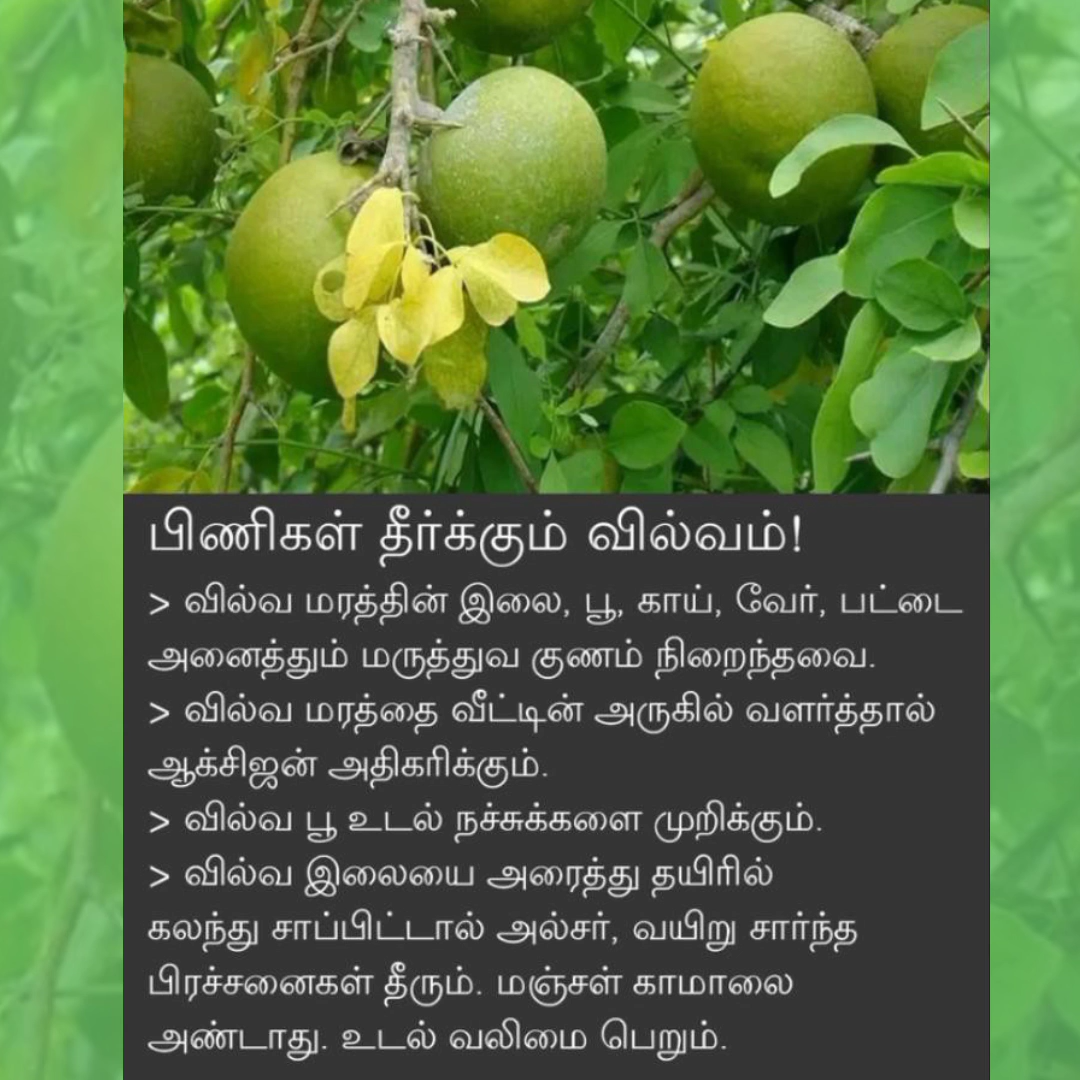 பிணிகள் தீர்க்கும் வில்வம்!
> வில்வ மரத்தின் இலை, பூ, காய், வேர், பட்டை
அனைத்தும் மருத்துவ குணம் நிறைந்தவை.
> வில்வ மரத்தை வீட்டின் அருகில் வளர்த்தால்
ஆக்சிஜன் அதிகரிக்கும்.
> வில்வ பூ உடல் நச்சுக்களை முறிக்கும்.
> வில்வ இலையை அரைத்து தயிரில்
கலந்து சாப்பிட்டால் அல்சர், வயிறு சார்ந்த
பிரச்சனைகள் தீரும். மஞ்சள் காமாலை
அண்டாது. உடல் வலிமை பெறும்.